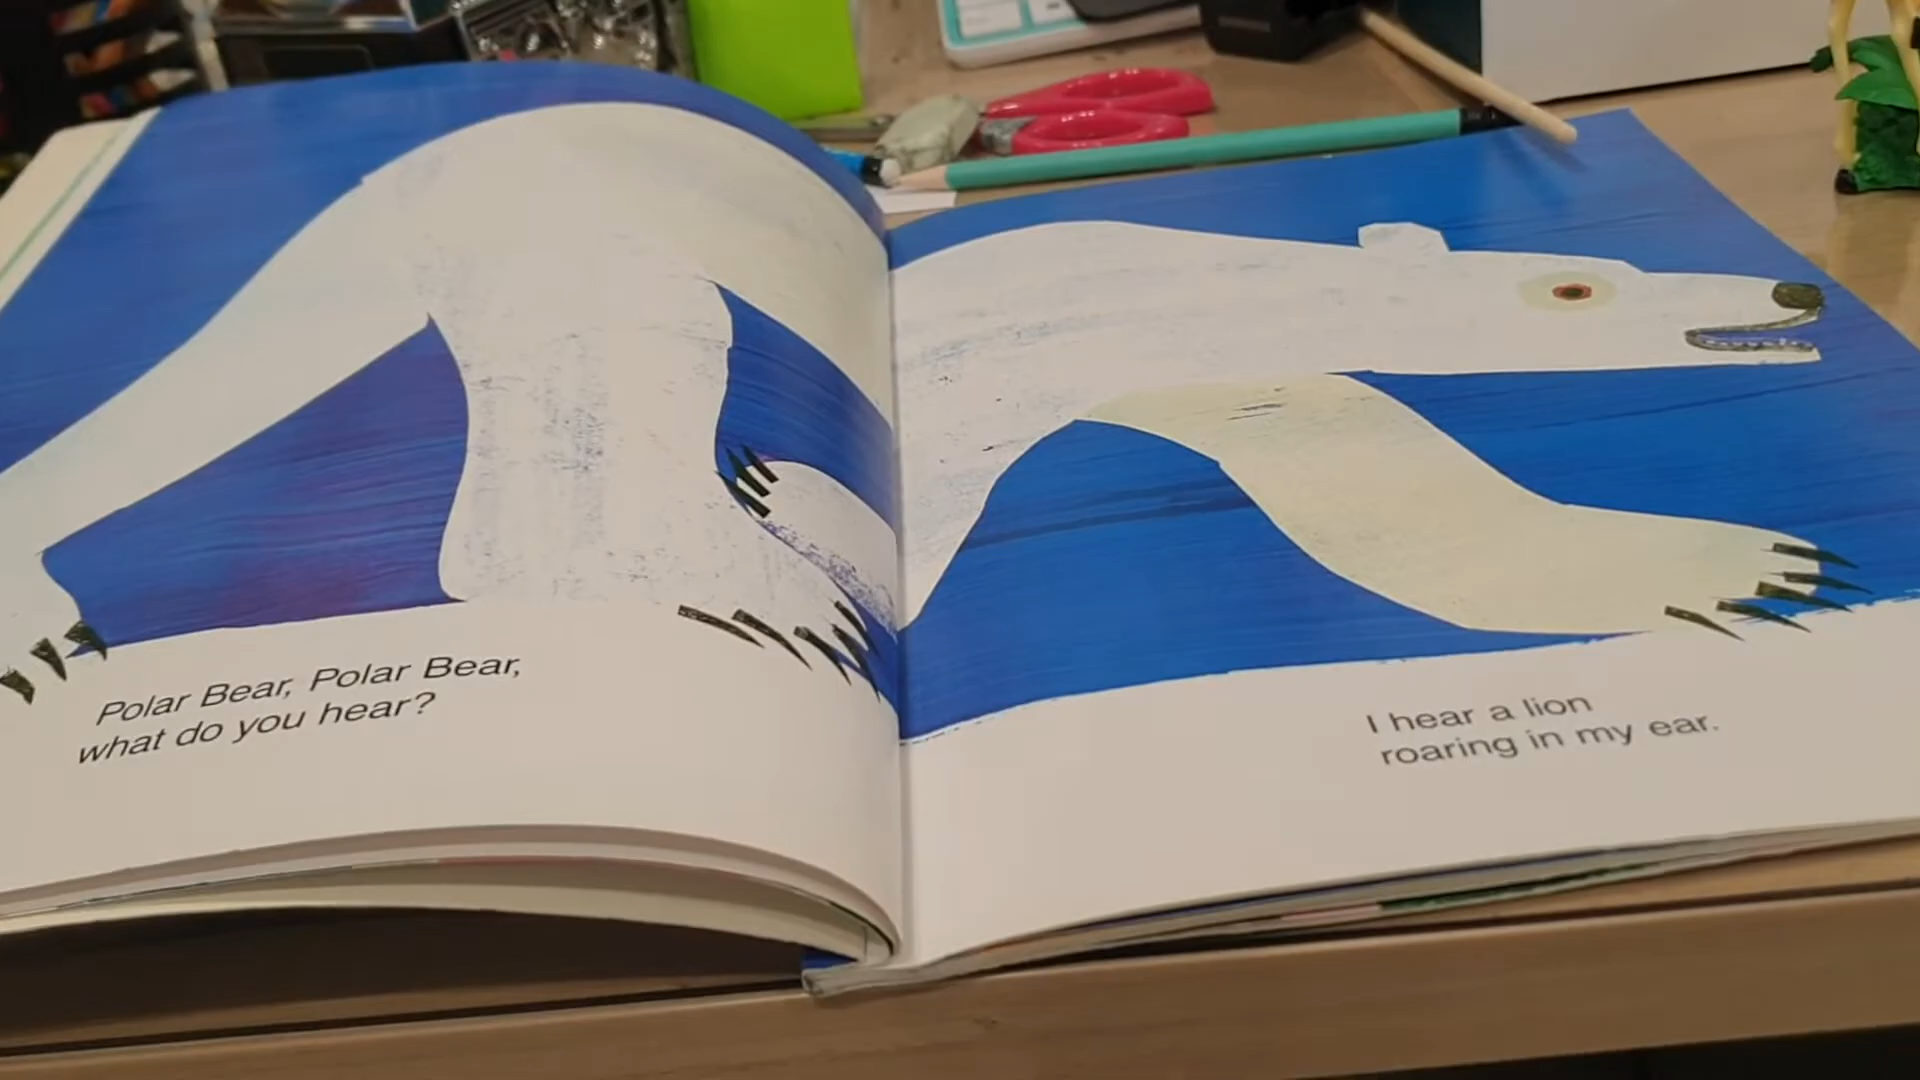 Polar Bear, Polar Bear,
what do you hear?
I hear a lion
roaring in my ear.